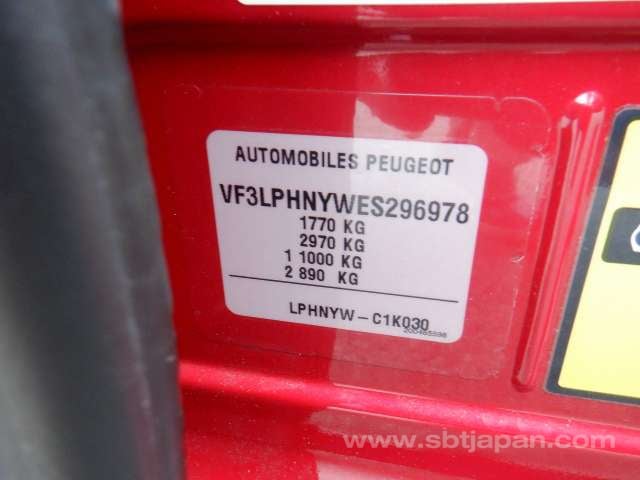 AUTOMOBILES PEUGEOT
VF3LPHNYWES296978
1770 KG
2970 KG
1 1000 KG
2 890 KG
LPHNYW – C1K030
www.sbtjapan.com